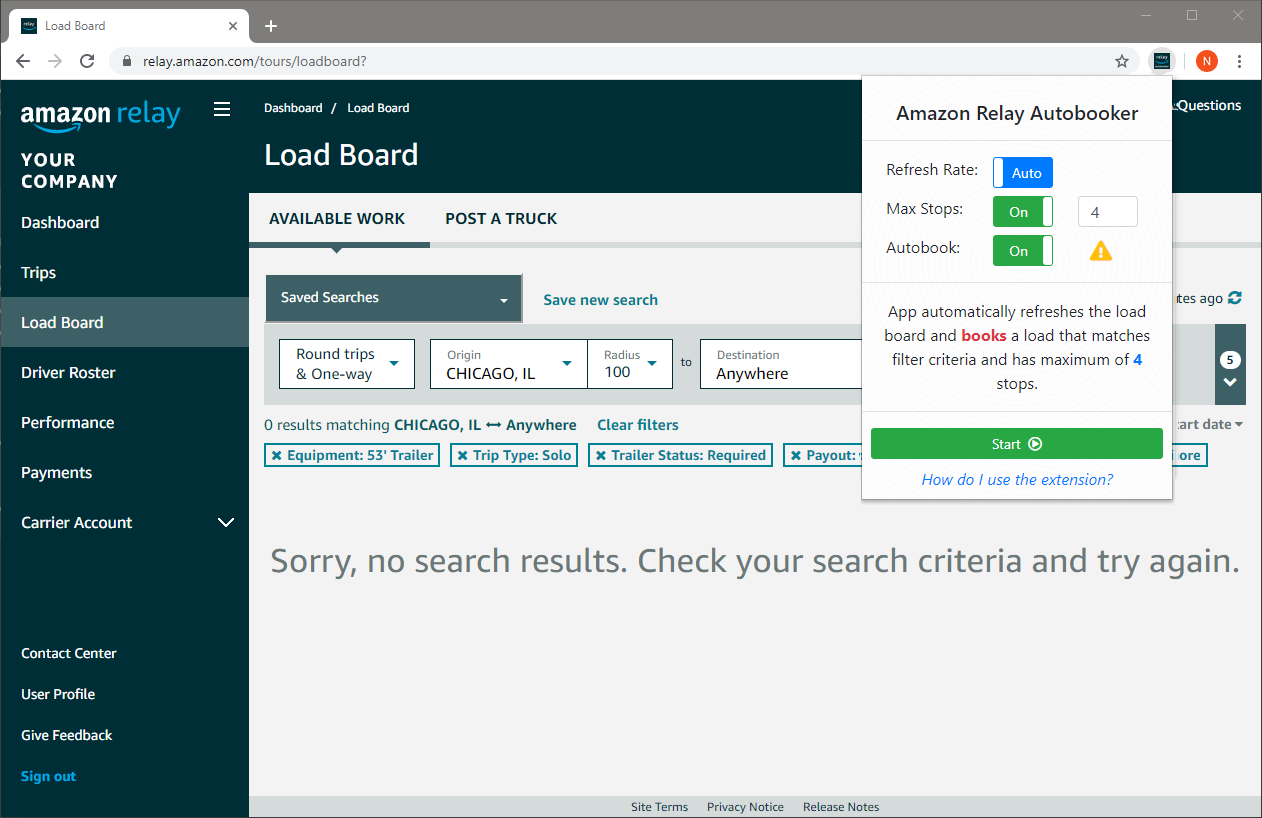 relay
Load Board
relay.amazon.com/tours/loadboard?
relay
N
amazon relay
YOUR
COMPANY
Dashboard
Trips
Load Board
Driver Roster
Performance
Payments
Carrier Account
Contact Center
User Profile
Give Feedback
Sign out
Dashboard / Load Board
Questions
Load Board
AVAILABLE WORK POST A TRUCK
Saved Searches
Save new search
ago
Round trips
& One-way
Origin
CHICAGO, IL
Radius
100
to
Destination
Anywhere
5
0 results matching CHICAGO, IL ↔ Anywhere Clear filters
date
Equipment: 53' Trailer
Trip Type: Solo
Trailer Status: Required
Payout:
Sorry, no search results. Check your search criteria and try again.
Site Terms Privacy Notice Release Notes
Amazon Relay Autobooker
Refresh Rate: Auto
Max Stops: On 4
Autobook: On
App automatically refreshes the load
board and books a load that matches
filter criteria and has maximum of 4
stops.
Start
How do I use the extension?